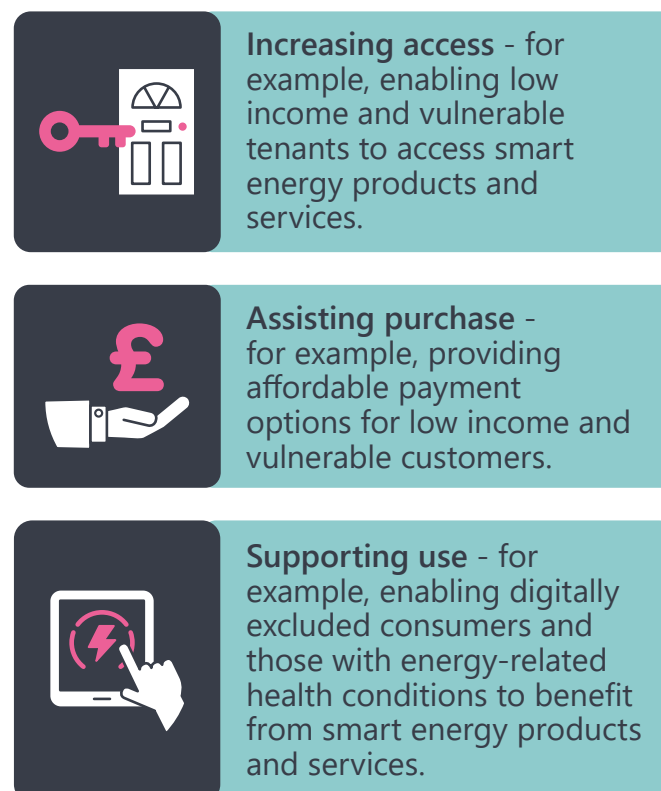 Increasing access - for
example, enabling low
income and vulnerable
tenants to access smart
energy products and
services.
£
Assisting purchase -
for example, providing
affordable payment
options for low income and
vulnerable customers.
Supporting use - for
example, enabling digitally
excluded consumers and
those with energy-related
health conditions to benefit
from smart energy products
and services.